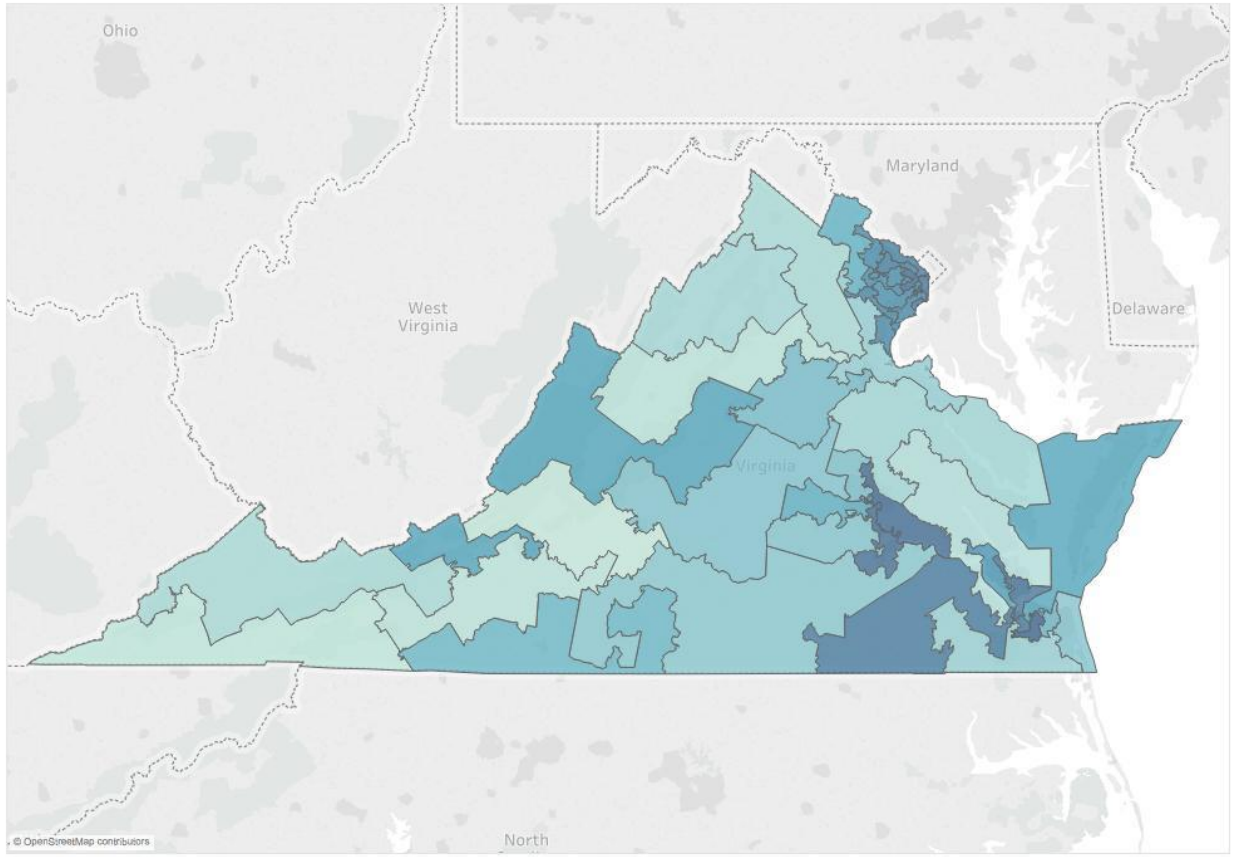 Ohio
Maryland
West
Virginia
Delaware
Virginia
© OpenStreetMap contributors
North